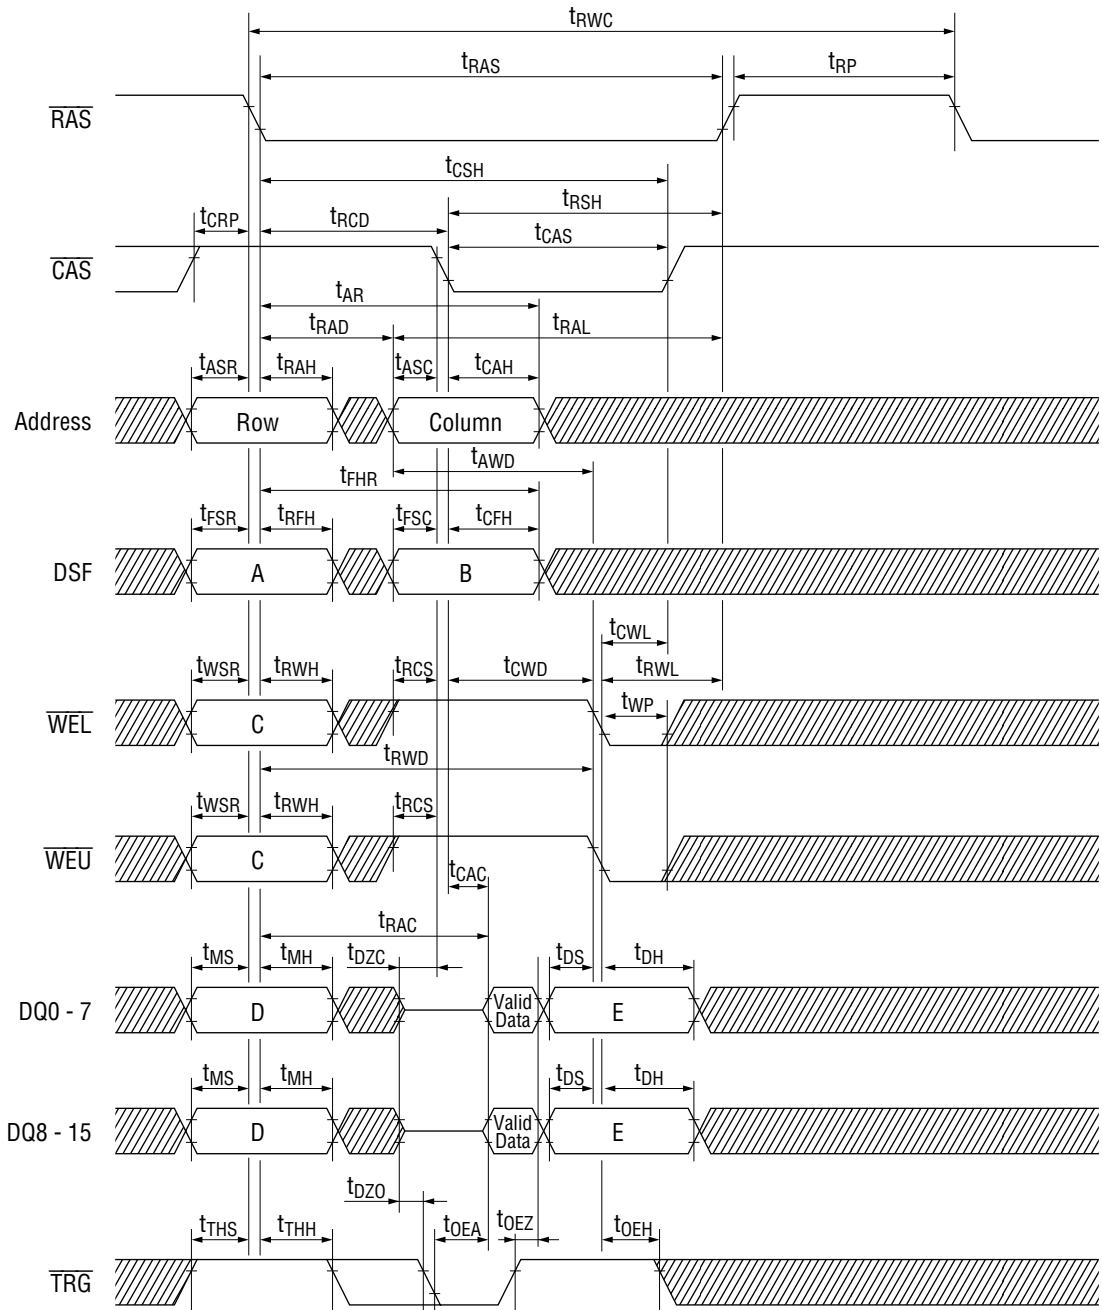 tRWC
tRAS tRP
RAS
tCSH
tRSH
tCRP tRCD tCAS
CAS
tAR
tRAD tRAL
tASR tRAH tASC tCAH
Address Row Column
tAWD
tFHR
tFSR tRFH tFSC tCFH
DSF A B
tCWL
tWSR tRWH tRCS tCWD tRWL
tWP
WEL C
tRWD
tWSR tRWH tRCS
WEU C
tCAC
tRAC
tMS tMH tDZC tDS tDH
DQ0 - 7 D Valid Data E
tMS tMH tDS tDH
DQ8 - 15 D Valid Data E
tDZO
tTHS tTHH tOEA tOEZ tOEH
TRG